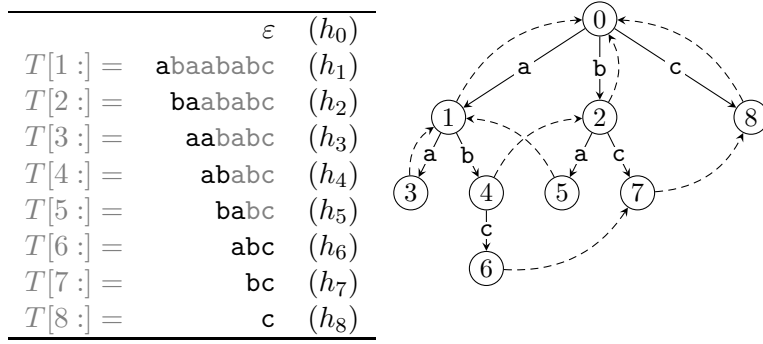 ε (h₀)
T[1 :] = abaababc (h₁)
T[2 :] = baababc (h₂)
T[3 :] = aababc (h₃)
T[4 :] = ababc (h₄)
T[5 :] = babc (h₅)
T[6 :] = abc (h₆)
T[7 :] = bc (h₇)
T[8 :] = c (h₈)
0
a b c
1 2 8
a b a c
3 4 5 7
c
6